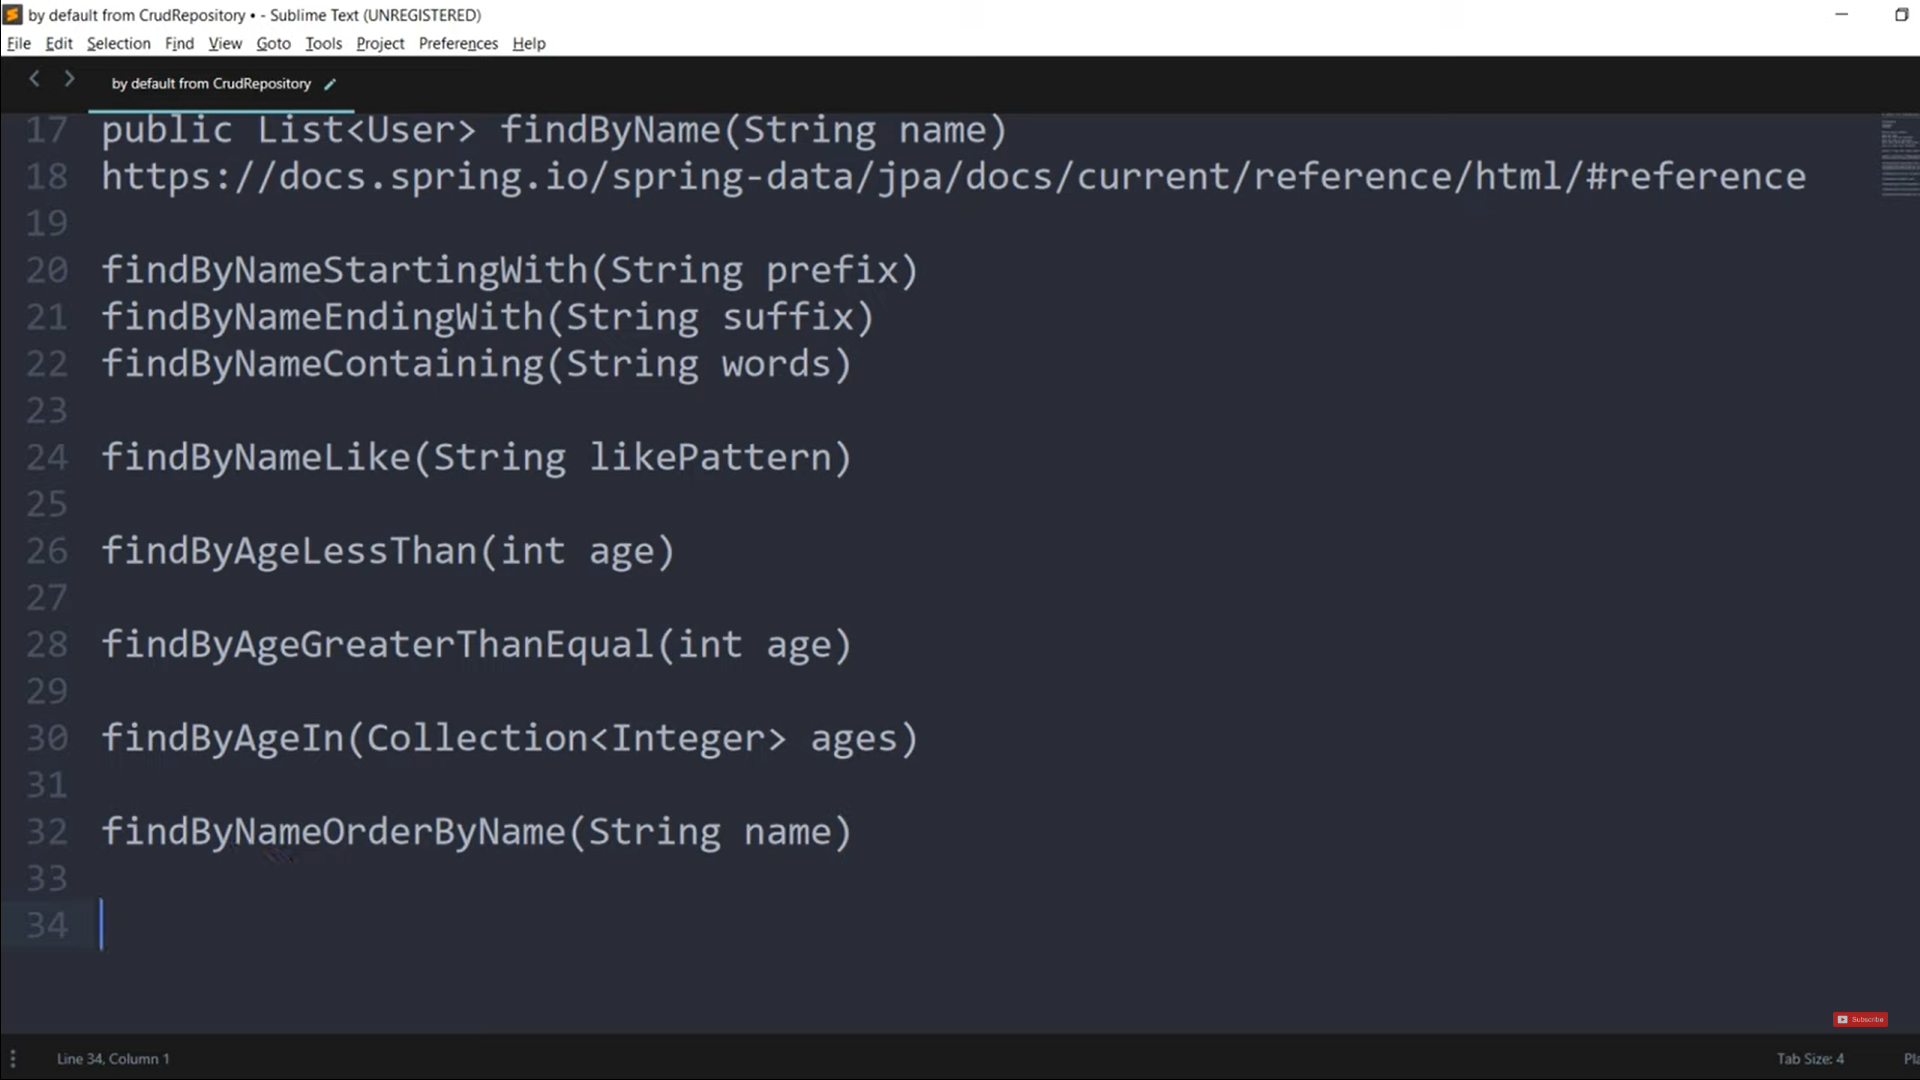 by default from CrudRepository • - Sublime Text (UNREGISTERED)
File Edit Selection Find View Goto Tools Project Preferences Help
by default from CrudRepository
17 public List<User> findByName(String name)
18 https://docs.spring.io/spring-data/jpa/docs/current/reference/html/#reference
19
20 findByNameStartingWith(String prefix)
21 findByNameEndingWith(String suffix)
22 findByNameContaining(String words)
23
24 findByNameLike(String likePattern)
25
26 findByAgeLessThan(int age)
27
28 findByAgeGreaterThanEqual(int age)
29
30 findByAgeIn(Collection<Integer> ages)
31
32 findByNameOrderByName(String name)
33
34
Subscribe
Line 34, Column 1 Tab Size: 4 Pla